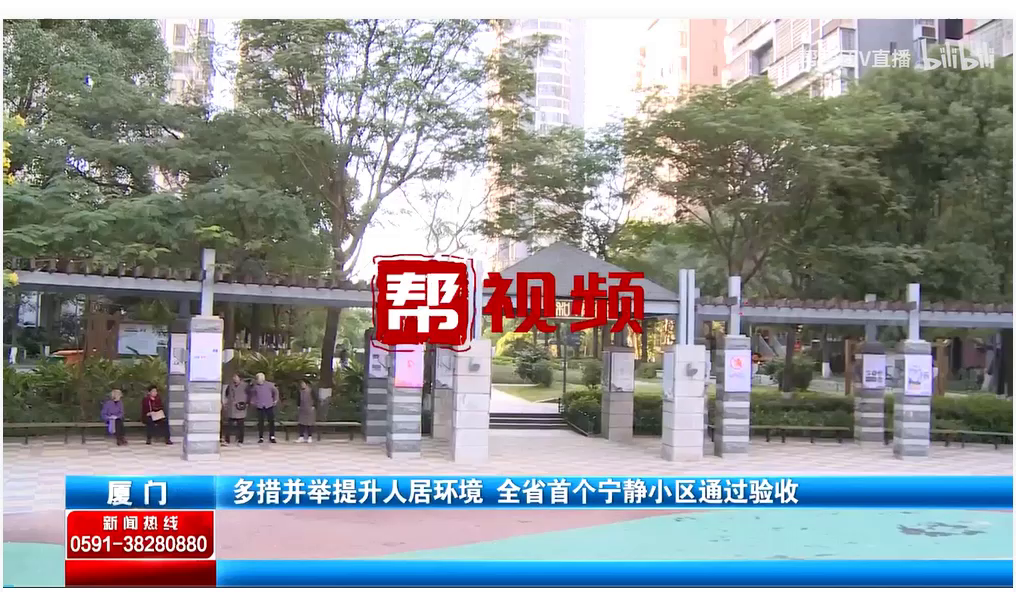 TV直播 bilibili
帮视频
厦门
多措并举提升人居环境 全省首个宁静小区通过验收
新闻热线
0591-38280880